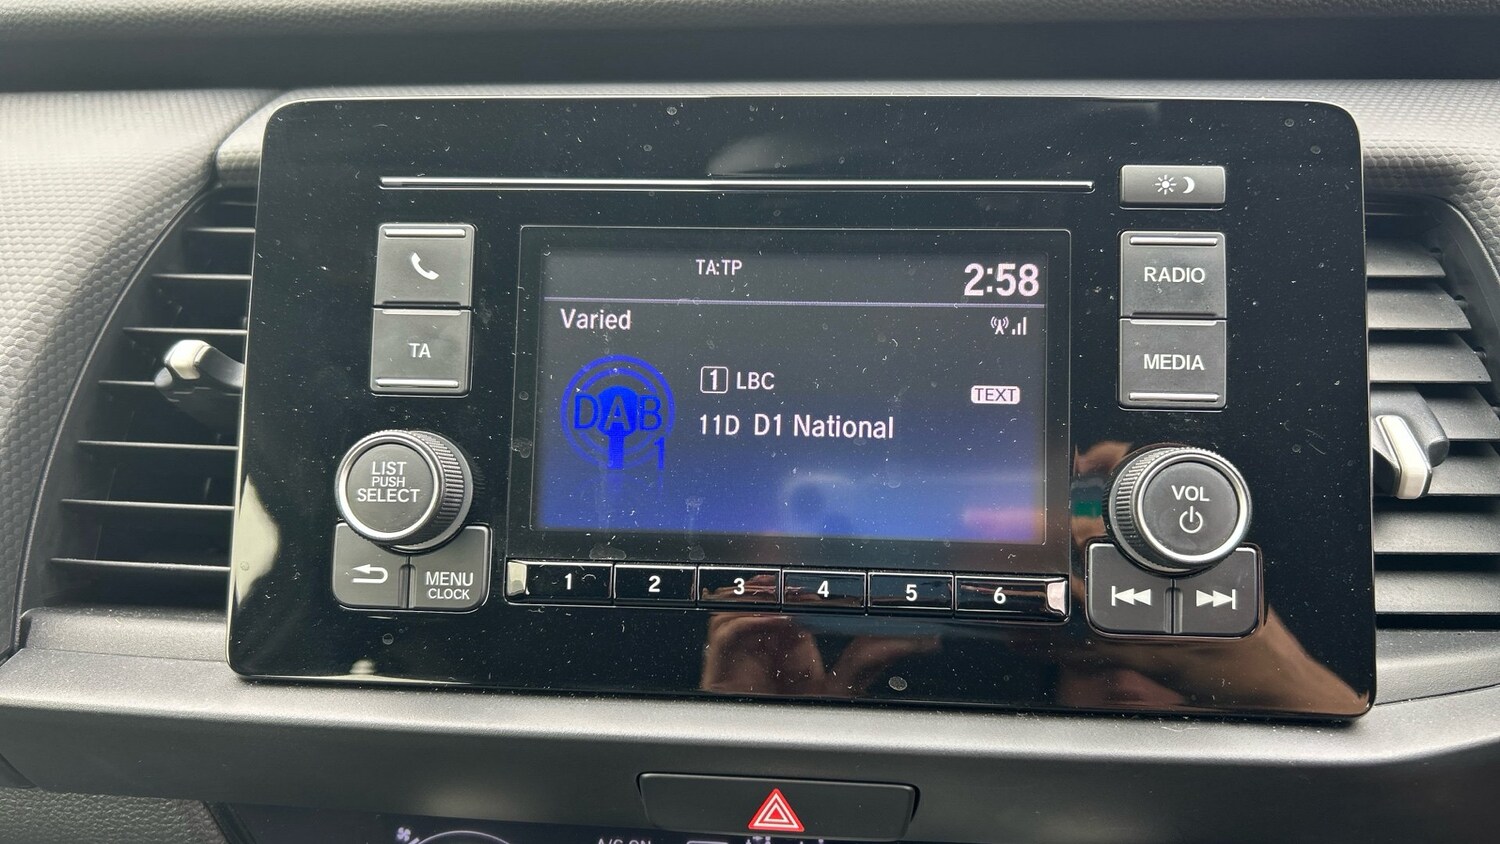 TA:TP
2:58
Varied
DAB
1
1 LBC
TEXT
11D D1 National
TA
LIST
PUSH
SELECT
MENU
CLOCK
RADIO
MEDIA
VOL
1 2 3 4 5 6
A/C ON